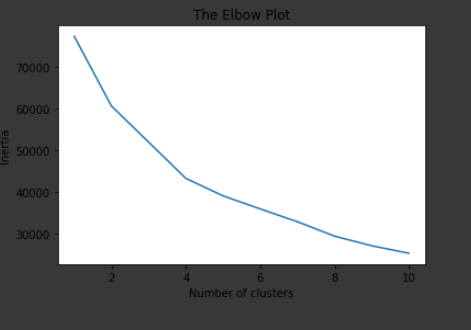 The Elbow Plot
70000
60000
50000
40000
30000
Inertia
2 4 6 8 10
Number of clusters